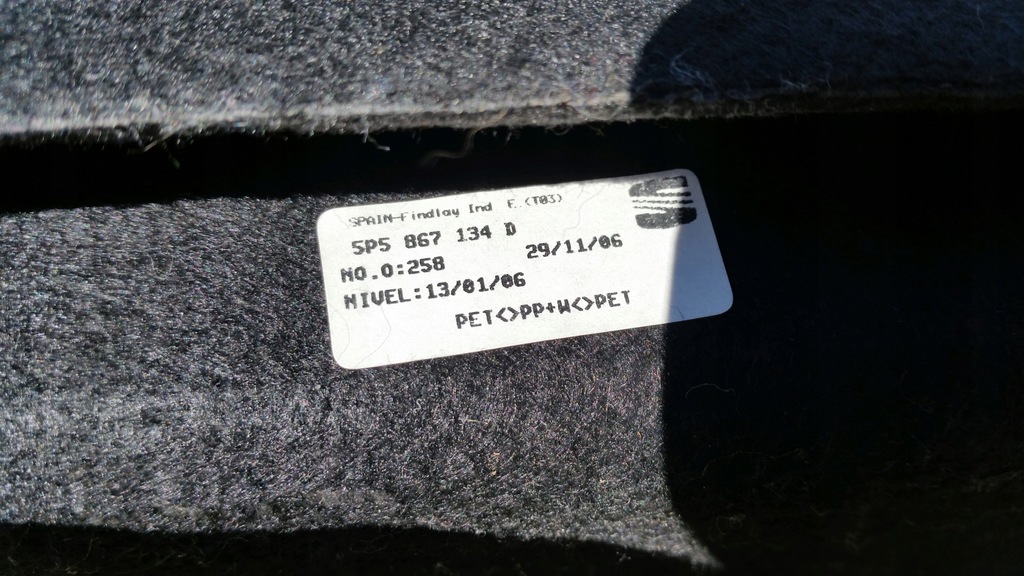 SPAIN-Findlay Ind E.(T03)
5P5 867 134 D
NO.O:258 29/11/06
NIVEL:13/01/06
PET<>PP+W<>PET